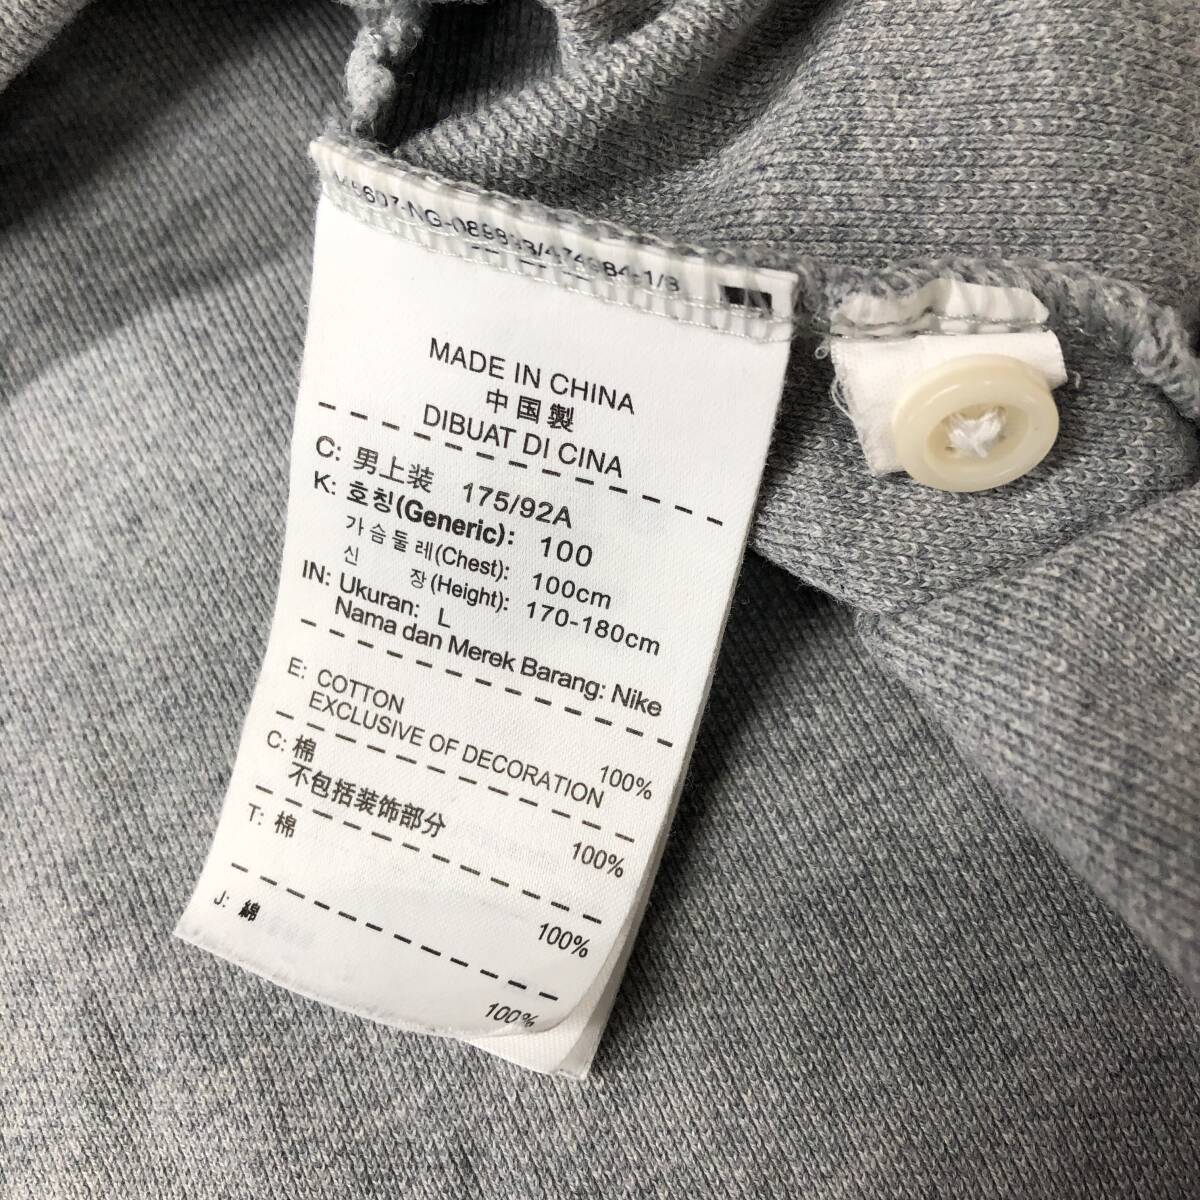 MADE IN CHINA
中国製
DIBUAT DI CINA
C: 男上装 175/92A
K: 호칭(Generic): 100
가슴둘레(Chest): 100cm
신 장(Height): 170-180cm
IN: Ukuran: L
Nama dan Merek Barang: Nike
E: COTTON 100%
EXCLUSIVE OF DECORATION
C: 棉 100%
不包括装饰部分
T: 棉 100%
J: 綿 100%